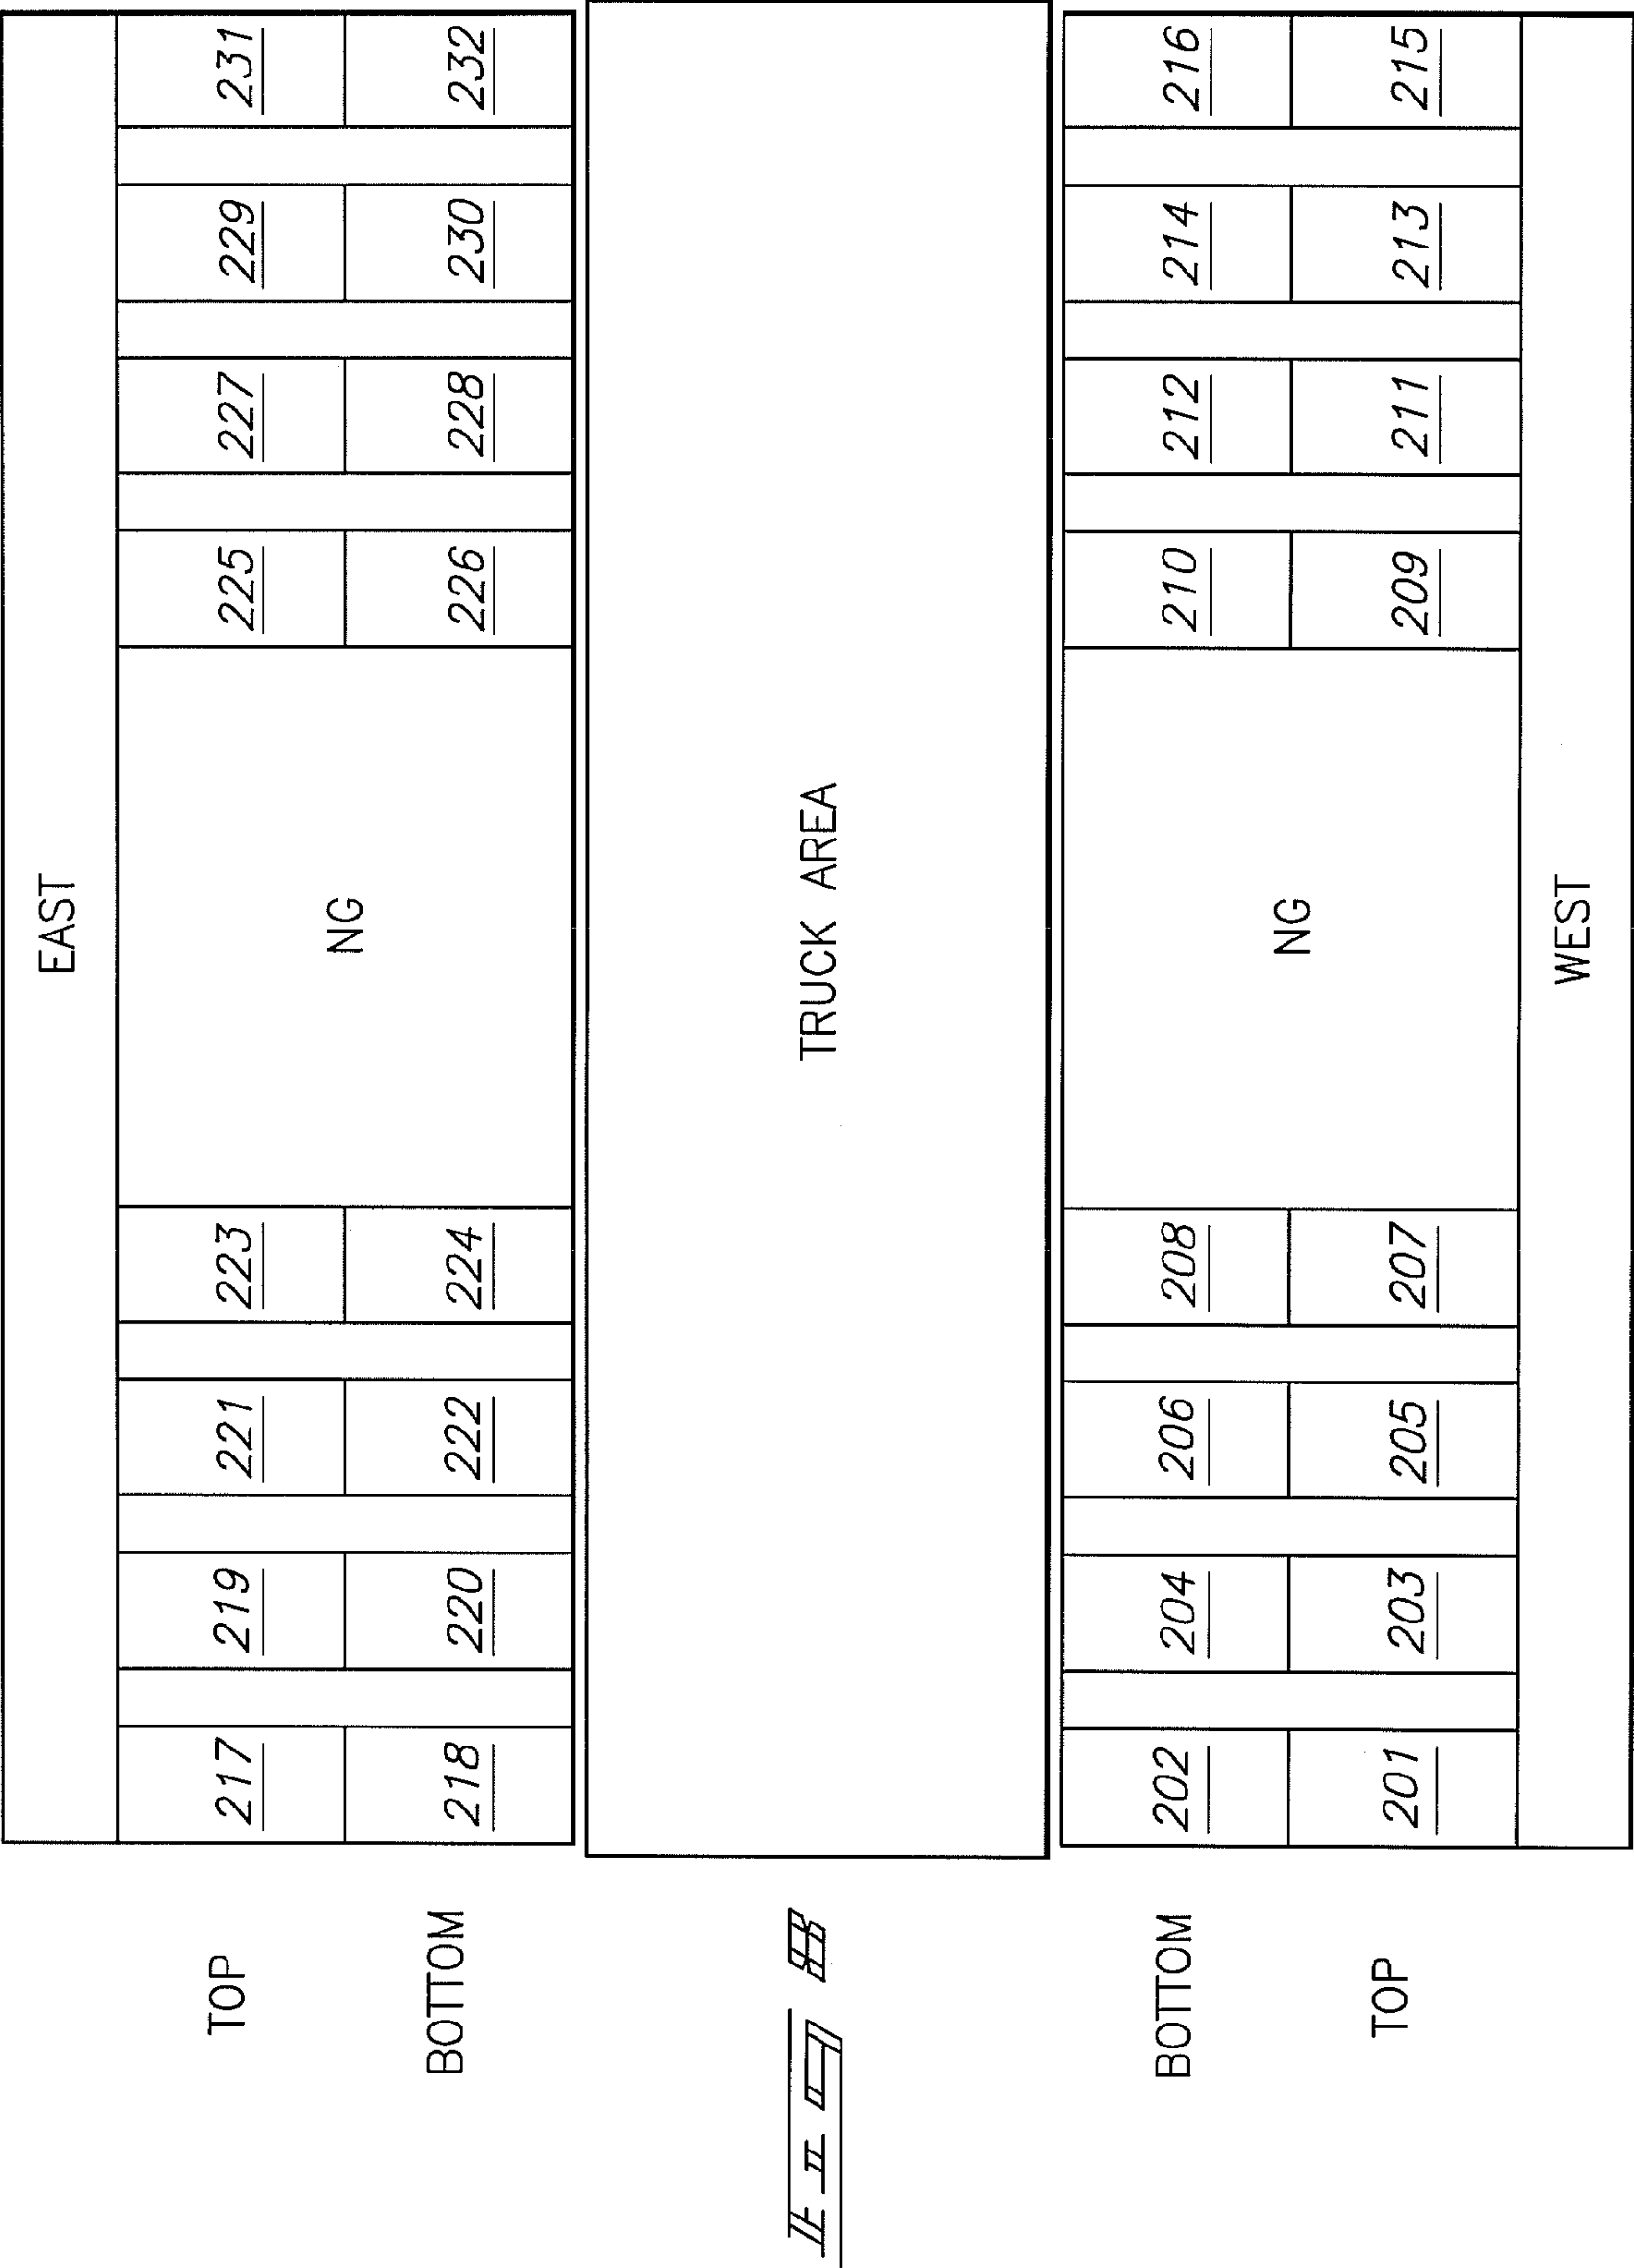 EAST
TOP 217 219 221 223 NG 225 227 229 231
BOTTOM 218 220 222 224 226 228 230 232
TRUCK AREA
FIG 8
BOTTOM 202 204 206 208 NG 210 212 214 216
TOP 201 203 205 207 209 211 213 215
WEST